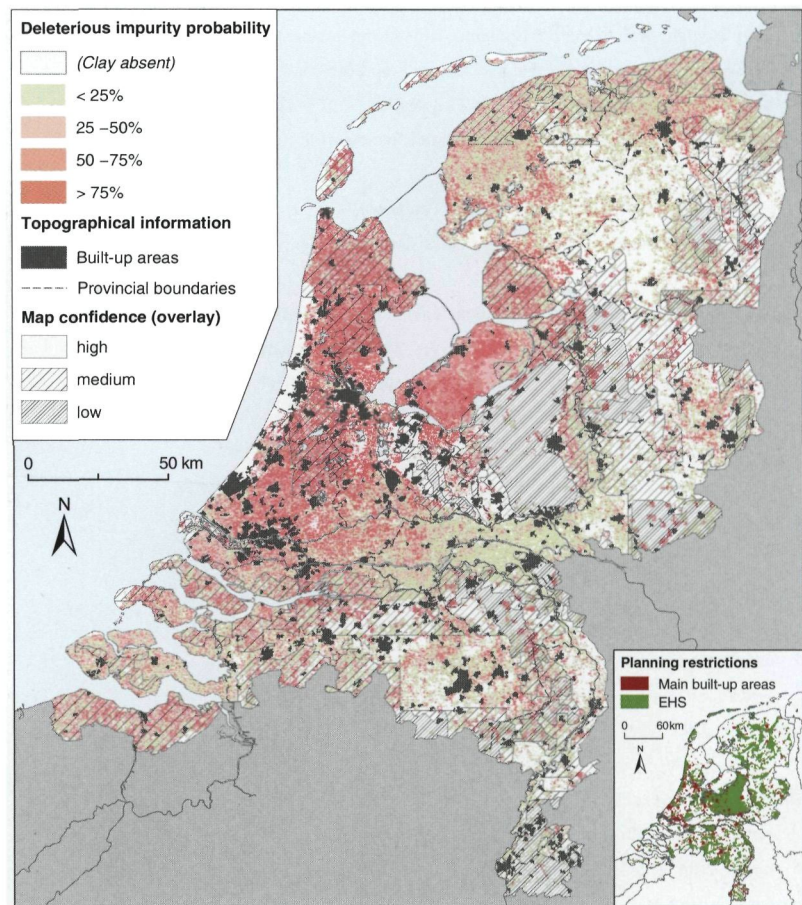 Deleterious impurity probability
(Clay absent)
< 25%
25 –50%
50 –75%
> 75%
Topographical information
Built-up areas
Provincial boundaries
Map confidence (overlay)
high
medium
low
0 50 km
N
Planning restrictions
Main built-up areas
EHS
0 60km
N